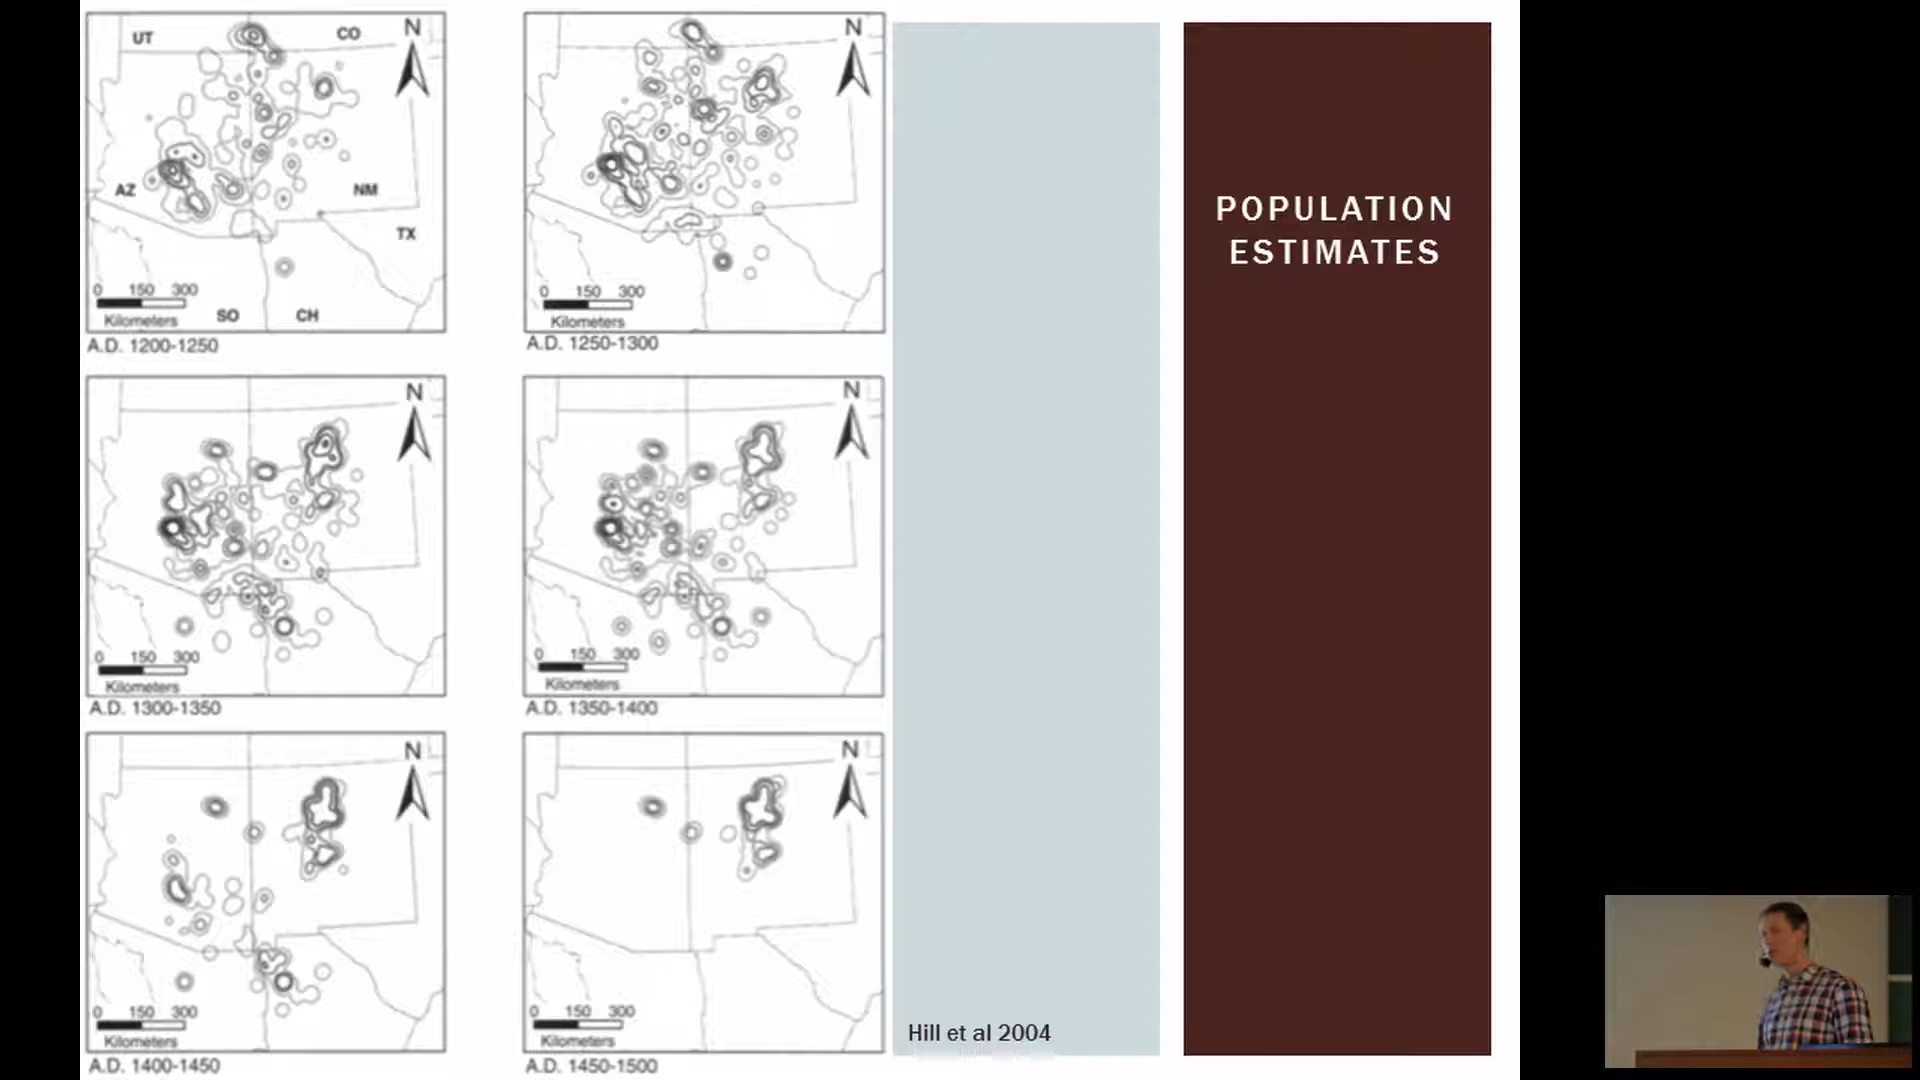 UT
CO
N
AZ
NM
TX
0 150 300
Kilometers
SO
CH
A.D. 1200-1250
N
0 150 300
Kilometers
A.D. 1250-1300
N
0 150 300
Kilometers
A.D. 1300-1350
N
0 150 300
Kilometers
A.D. 1350-1400
N
0 150 300
Kilometers
A.D. 1400-1450
N
0 150 300
Kilometers
A.D. 1450-1500
Hill et al 2004
POPULATION
ESTIMATES